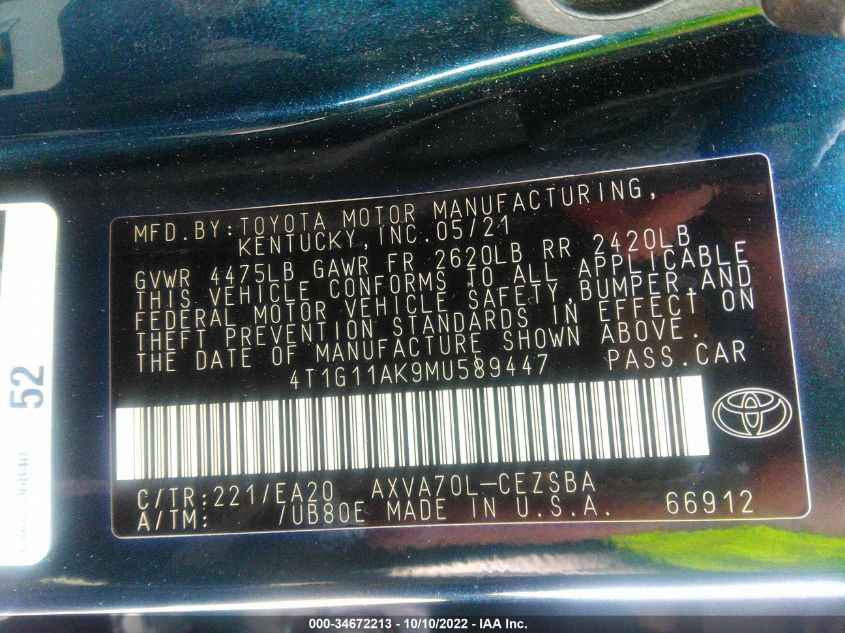 MFD.BY:TOYOTA MOTOR MANUFACTURING,
KENTUCKY,INC.05/21
GVWR 4475LB GAWR FR 2620LB RR 2420LB
THIS VEHICLE CONFORMS TO ALL APPLICABLE
FEDERAL MOTOR VEHICLE SAFETY,BUMPER,AND
THEFT PREVENTION STANDARDS IN EFFECT ON
THE DATE OF MANUFACTURE SHOWN ABOVE.
4T1G11AK9MU589447 PASS.CAR
C/TR:221/EA20 AXVA70L-CEZSBA
A/TM: 7UB80E MADE IN U.S.A. 66912
52
000-34672213 - 10/10/2022 - IAA Inc.